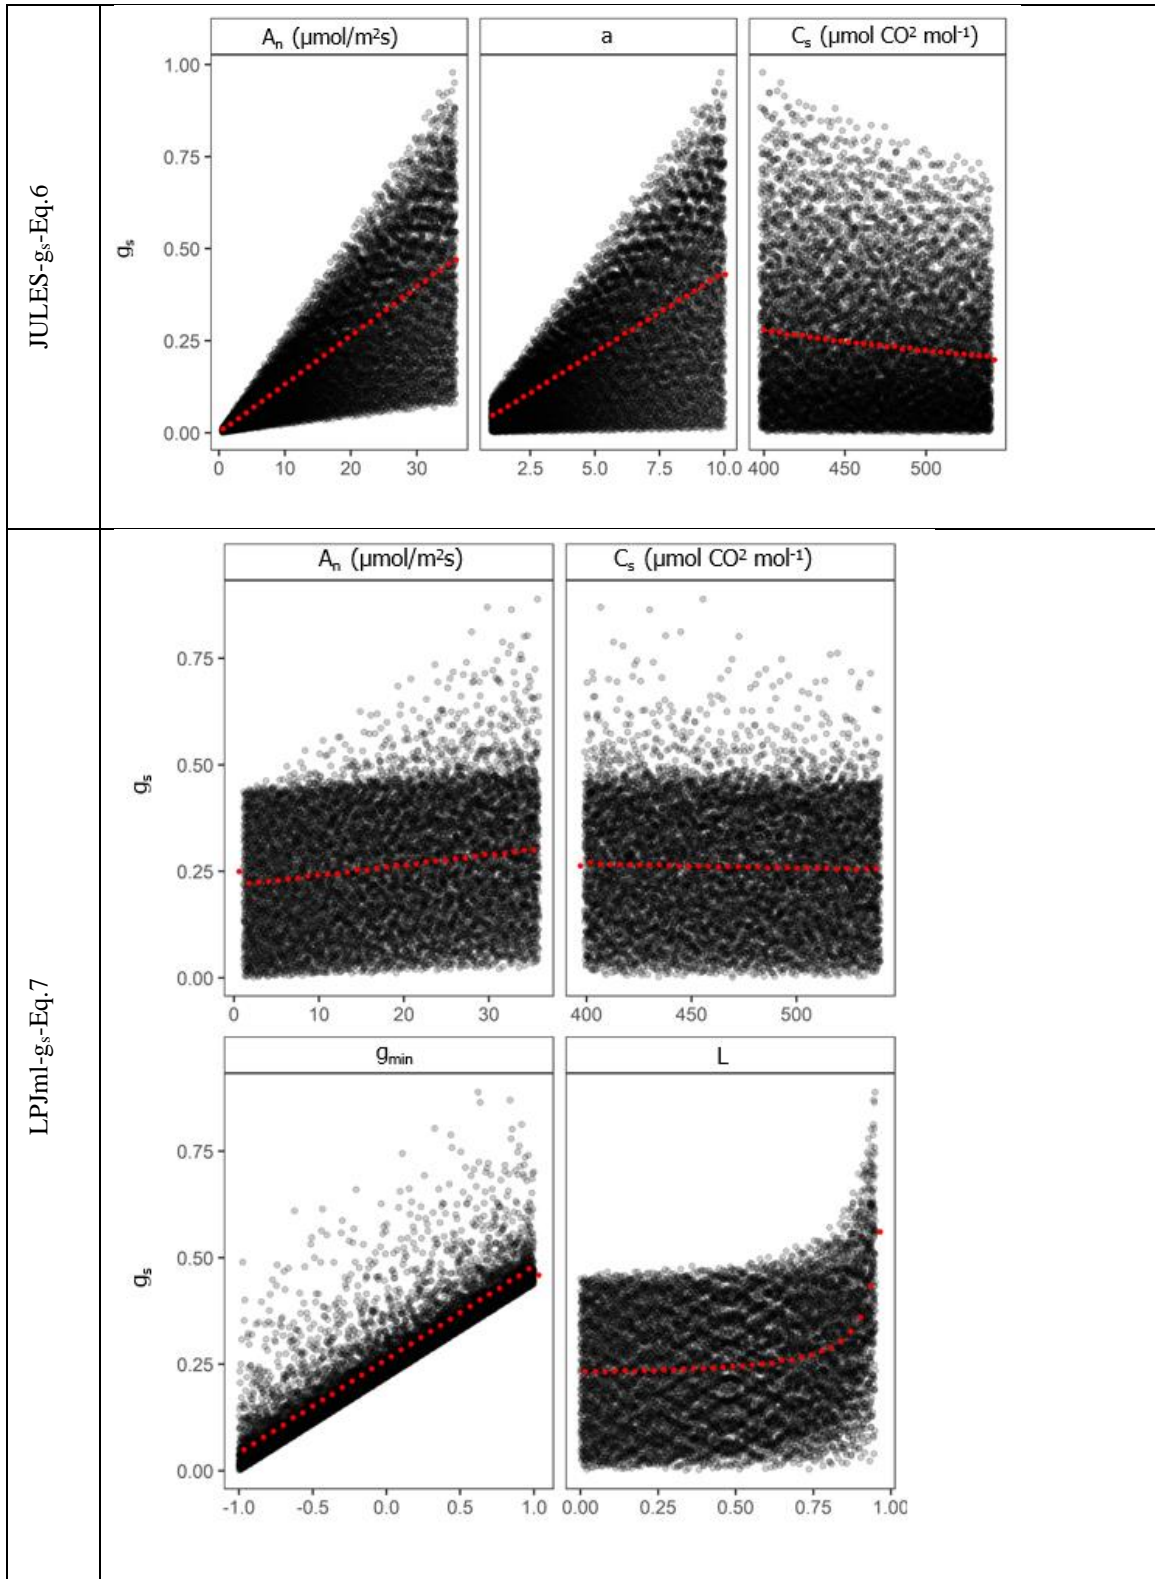 JULES-gₛ-Eq.6
Aₙ (µmol/m²s) a Cₛ (µmol CO² mol⁻¹)
gₛ
1.00
0.75
0.50
0.25
0.00
0 10 20 30 2.5 5.0 7.5 10.0 400 450 500
LPJml-gₛ-Eq.7
Aₙ (µmol/m²s) Cₛ (µmol CO² mol⁻¹)
gₛ
0.75
0.50
0.25
0.00
0 10 20 30 400 450 500
gₘᵢₙ L
gₛ
0.75
0.50
0.25
0.00
-1.0 -0.5 0.0 0.5 1.0 0.00 0.25 0.50 0.75 1.00